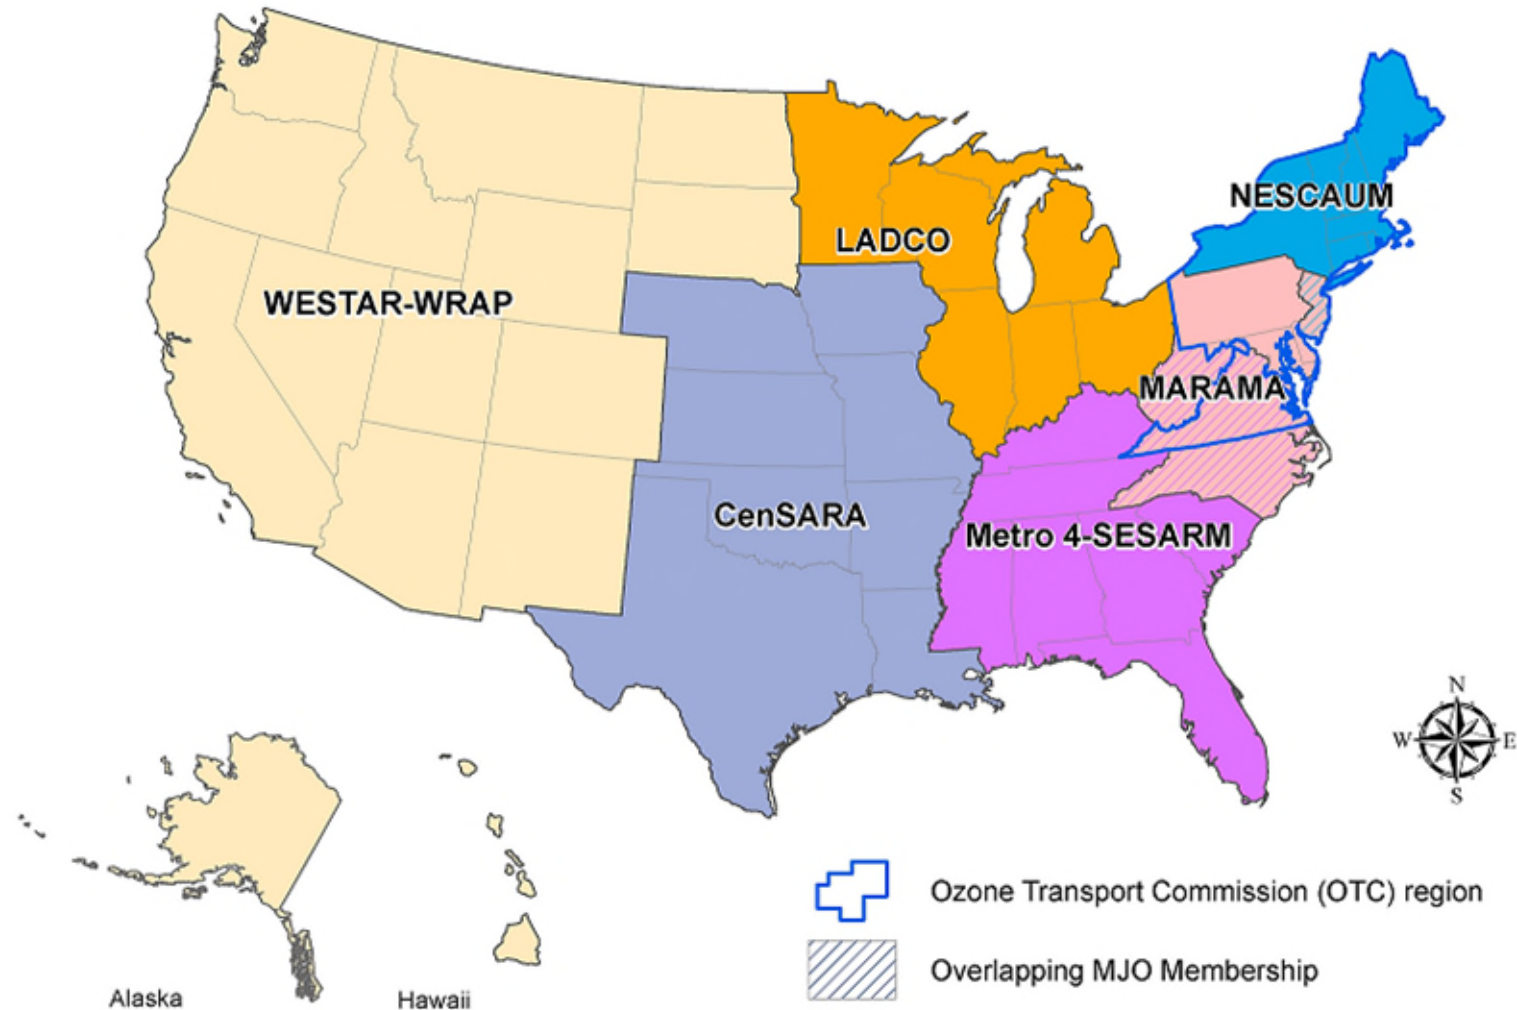 NESCAUM
LADCO
WESTAR-WRAP
MARAMA
CenSARA
Metro 4-SESARM
N
W E
S
Ozone Transport Commission (OTC) region
Overlapping MJO Membership
Alaska
Hawaii